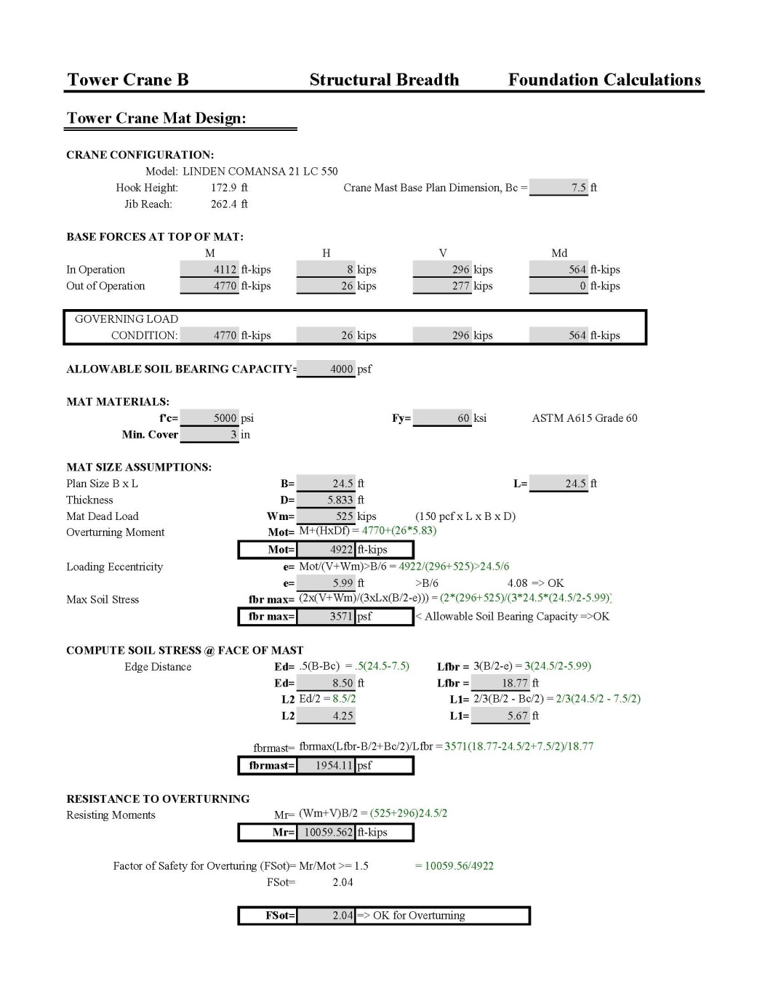 Tower Crane B Structural Breadth Foundation Calculations
Tower Crane Mat Design:
CRANE CONFIGURATION:
Model: LINDEN COMANSA 21 LC 550
Hook Height: 172.9 ft Crane Mast Base Plan Dimension, Bc = 7.5 ft
Jib Reach: 262.4 ft
BASE FORCES AT TOP OF MAT:
M H V Md
In Operation 4112 ft-kips 8 kips 296 kips 564 ft-kips
Out of Operation 4770 ft-kips 26 kips 277 kips 0 ft-kips
GOVERNING LOAD
CONDITION: 4770 ft-kips 26 kips 296 kips 564 ft-kips
ALLOWABLE SOIL BEARING CAPACITY= 4000 psf
MAT MATERIALS:
f'c= 5000 psi Fy= 60 ksi ASTM A615 Grade 60
Min. Cover 3 in
MAT SIZE ASSUMPTIONS:
Plan Size B x L B= 24.5 ft L= 24.5 ft
Thickness D= 5.833 ft
Mat Dead Load Wm= 525 kips (150 pcf x L x B x D)
Overturning Moment Mot= M+(HxDf) = 4770+(26*5.83)
Mot= 4922 ft-kips
Loading Eccentricity e= Mot/(V+Wm)>B/6 = 4922/(296+525)>24.5/6
e= 5.99 ft >B/6 4.08 => OK
Max Soil Stress fbr max= (2x(V+Wm)/(3xLx(B/2-e))) = (2*(296+525)/(3*24.5*(24.5/2-5.99))
fbr max= 3571 psf < Allowable Soil Bearing Capacity =>OK
COMPUTE SOIL STRESS @ FACE OF MAST
Edge Distance Ed= .5(B-Bc) = .5(24.5-7.5) Lfbr = 3(B/2-e) = 3(24.5/2-5.99)
Ed= 8.50 ft Lfbr = 18.77 ft
L2 Ed/2 = 8.5/2 L1= 2/3(B/2 - Bc/2) = 2/3(24.5/2 - 7.5/2)
L2 4.25 L1= 5.67 ft
fbrmast= fbrmax(Lfbr-B/2+Bc/2)/Lfbr = 3571(18.77-24.5/2+7.5/2)/18.77
fbrmast= 1954.11 psf
RESISTANCE TO OVERTURNING
Resisting Moments Mr= (Wm+V)B/2 = (525+296)24.5/2
Mr= 10059.562 ft-kips
Factor of Safety for Overturing (FSot)= Mr/Mot >= 1.5 = 10059.56/4922
FSot= 2.04
FSot= 2.04 => OK for Overturning